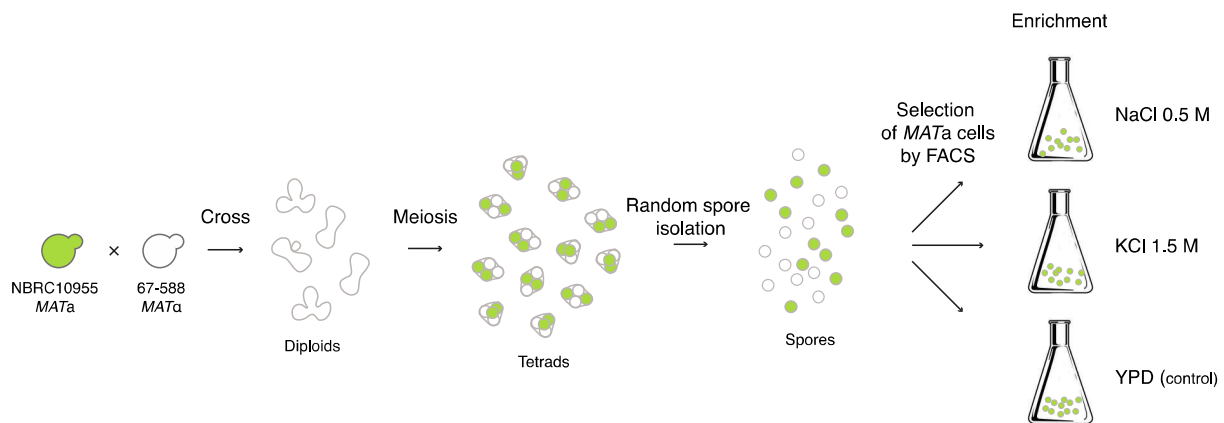 Enrichment
NaCl 0.5 M
Selection
of MATa cells
by FACS
Cross
Meiosis
Random spore
isolation
KCl 1.5 M
×
NBRC10955
MATa
67-588
MATα
Diploids
Tetrads
Spores
YPD (control)